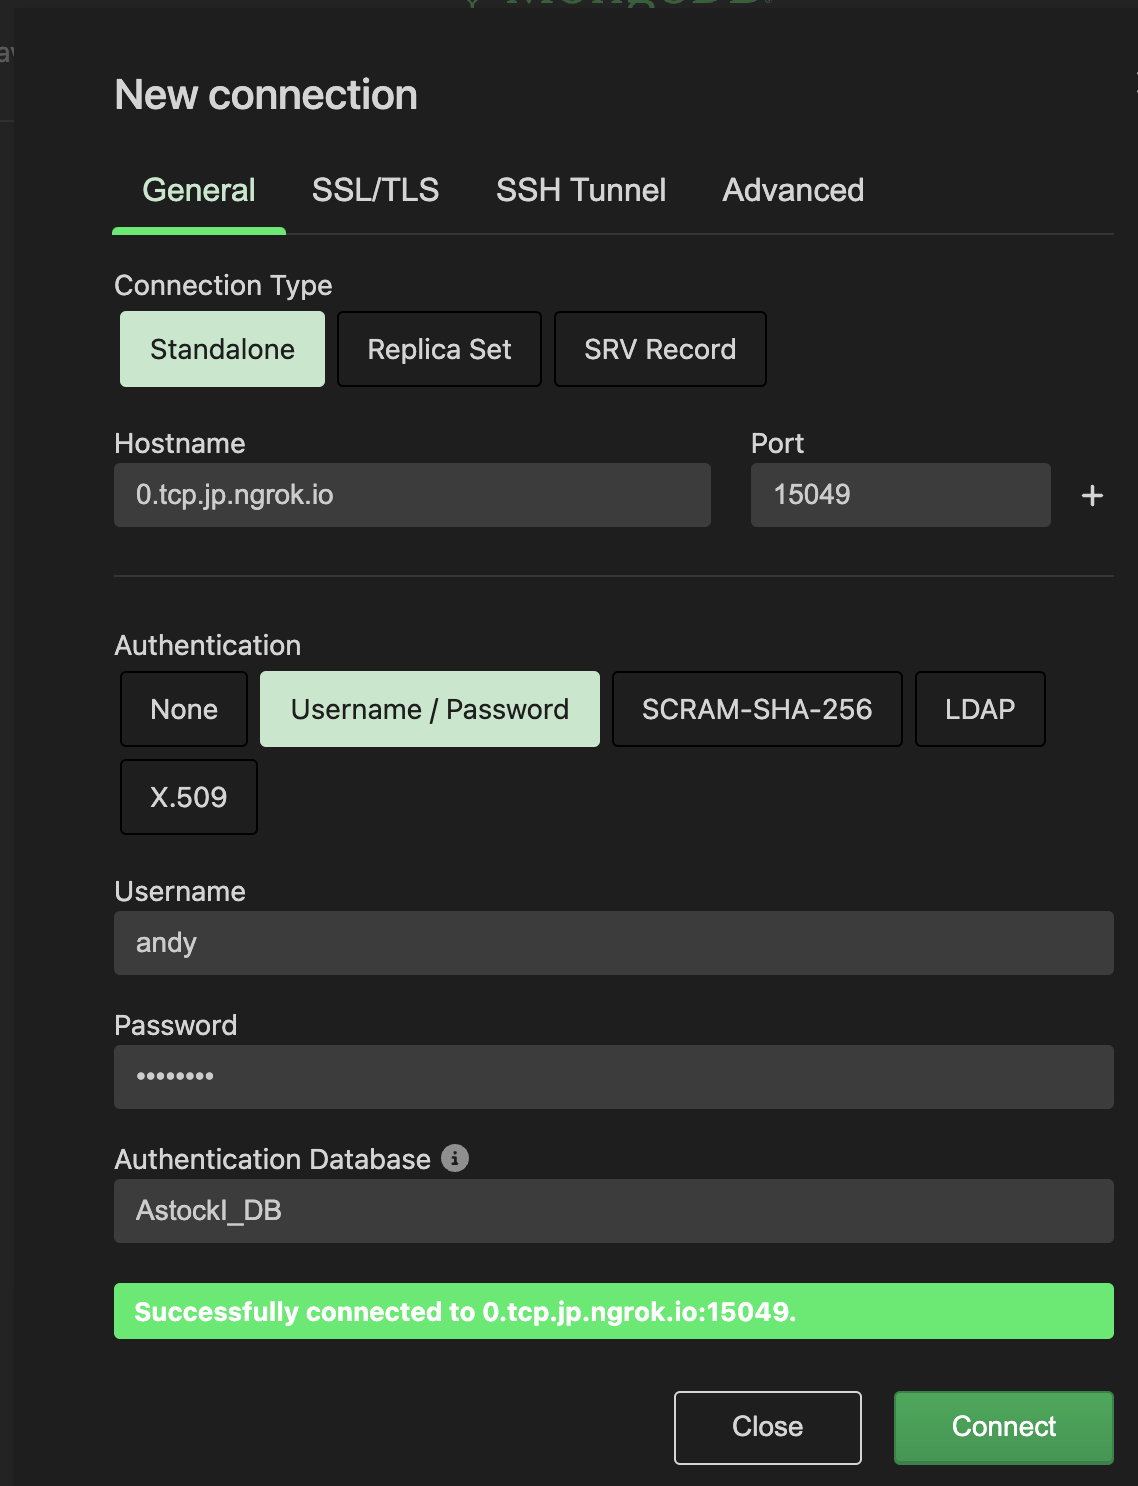 New connection
General SSL/TLS SSH Tunnel Advanced
Connection Type
Standalone Replica Set SRV Record
Hostname Port
0.tcp.jp.ngrok.io 15049 +
Authentication
None Username / Password SCRAM-SHA-256 LDAP
X.509
Username
andy
Password
••••••••
Authentication Database i
Astockl_DB
Successfully connected to 0.tcp.jp.ngrok.io:15049.
Close Connect